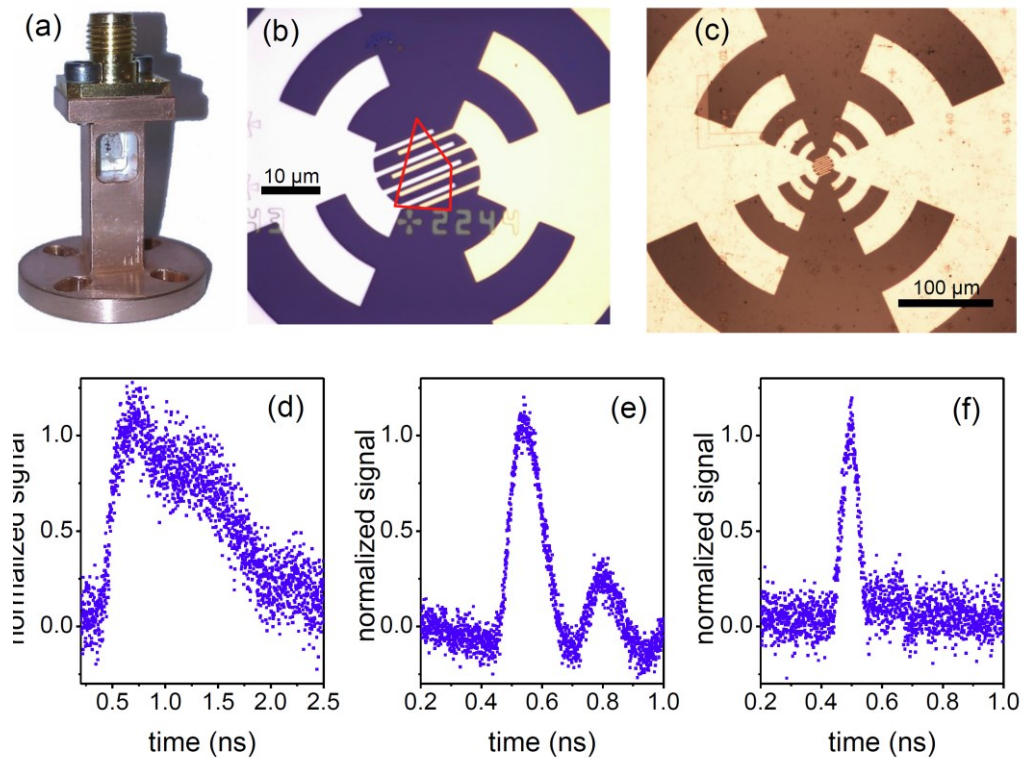 (a)
(b)
10 µm
43
2244
(c)
100 µm
(d)
normalized signal
1.0
0.5
0.0
0.5 1.0 1.5 2.0 2.5
time (ns)
(e)
normalized signal
1.0
0.5
0.0
0.2 0.4 0.6 0.8 1.0
time (ns)
(f)
normalized signal
1.0
0.5
0.0
0.2 0.4 0.6 0.8 1.0
time (ns)